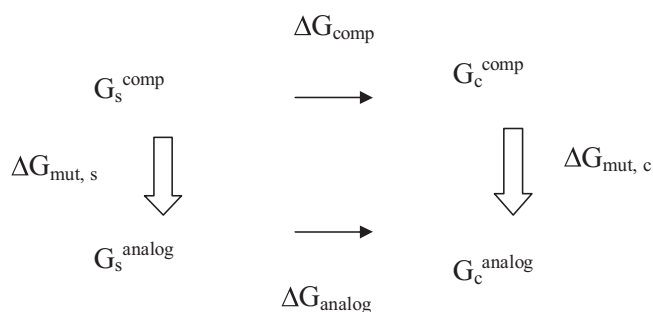 ΔG_comp
G_s^comp
G_c^comp
ΔG_mut, s
ΔG_mut, c
G_s^analog
G_c^analog
ΔG_analog